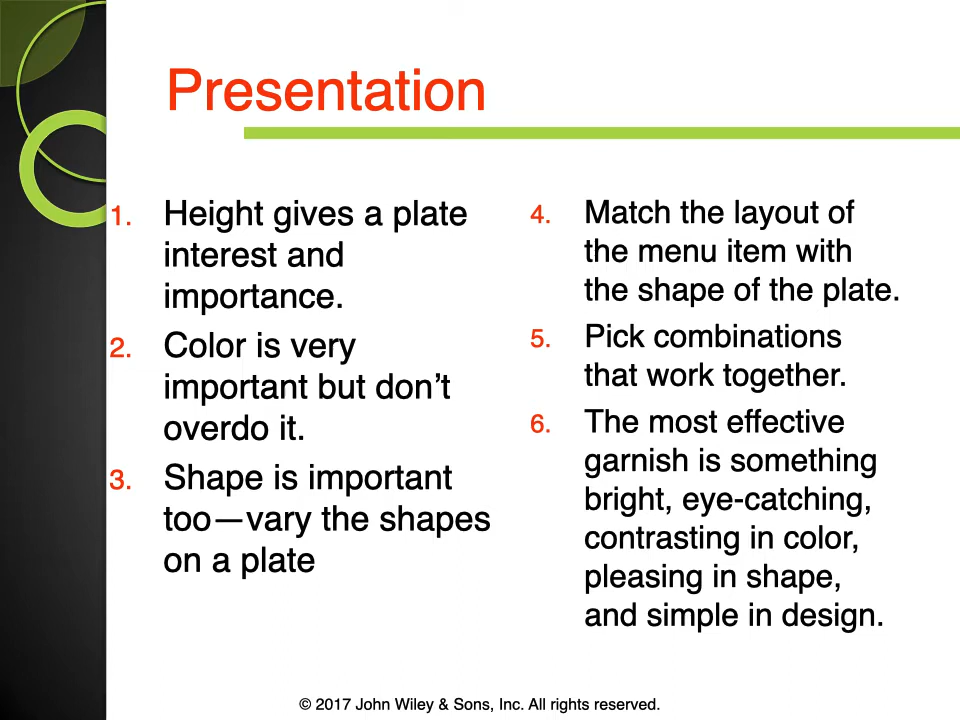 Presentation
1. Height gives a plate
interest and
importance.
2. Color is very
important but don’t
overdo it.
3. Shape is important
too—vary the shapes
on a plate
4. Match the layout of
the menu item with
the shape of the plate.
5. Pick combinations
that work together.
6. The most effective
garnish is something
bright, eye-catching,
contrasting in color,
pleasing in shape,
and simple in design.
© 2017 John Wiley & Sons, Inc. All rights reserved.